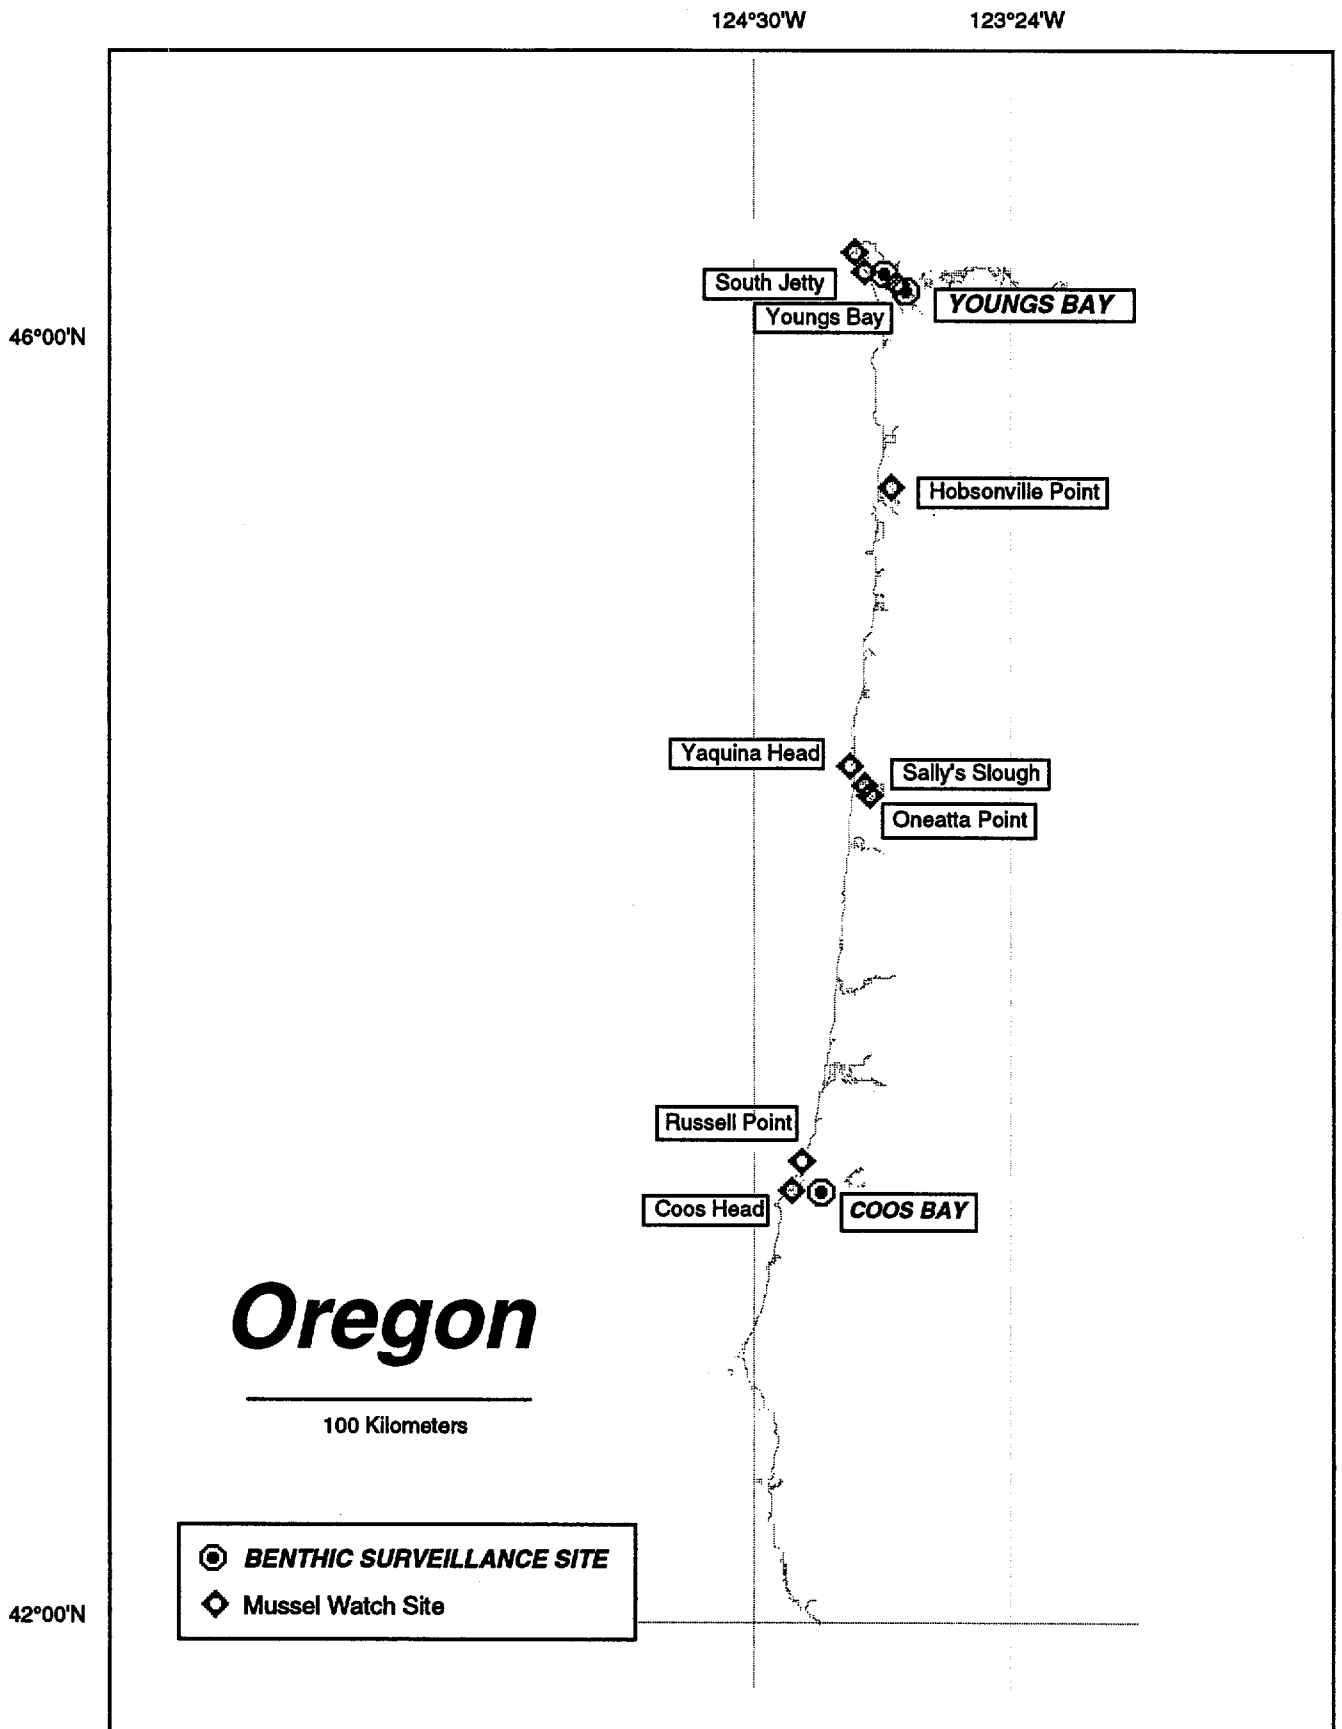 124°30'W 123°24'W
South Jetty
YOUNGS BAY
Youngs Bay
46°00'N
Hobsonville Point
Yaquina Head
Sally's Slough
Oneatta Point
Russell Point
Coos Head
COOS BAY
Oregon
100 Kilometers
BENTHIC SURVEILLANCE SITE
Mussel Watch Site
42°00'N